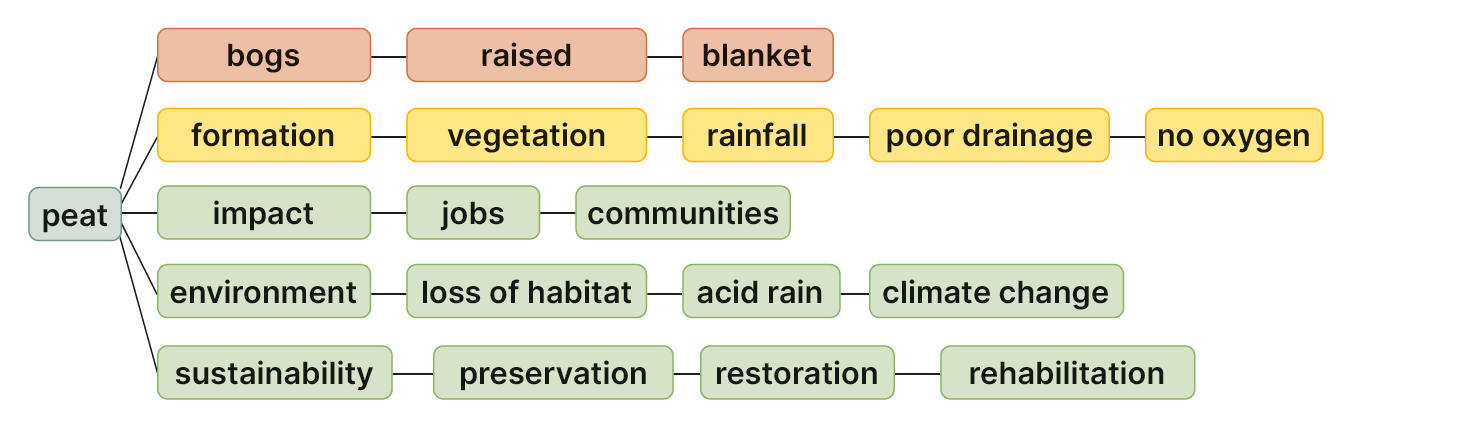 bogs raised blanket
formation vegetation rainfall poor drainage no oxygen
peat impact jobs communities
environment loss of habitat acid rain climate change
sustainability preservation restoration rehabilitation